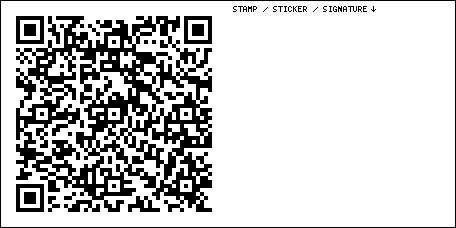 STAMP / STICKER / SIGNATURE ↓